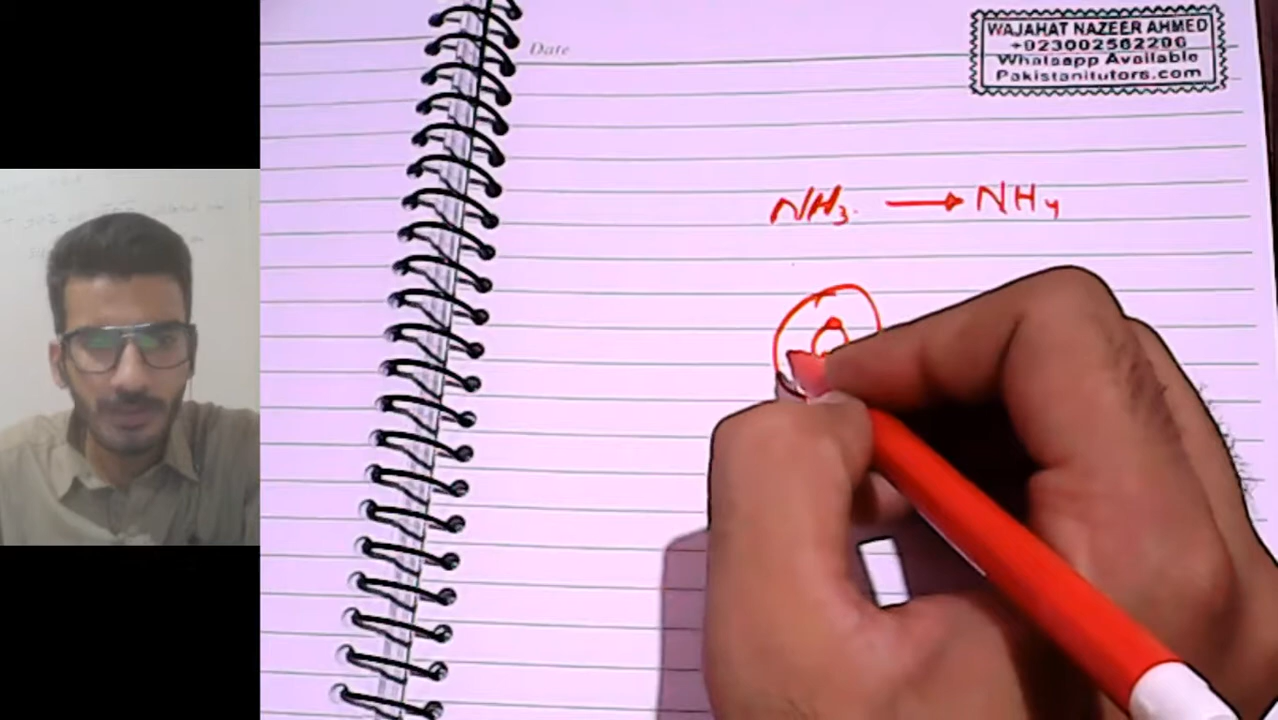 Date
WAJAHAT NAZEER AHMED
+923002562206
Whatsapp Available
Pakistanitutors.com
NH3. → NH4